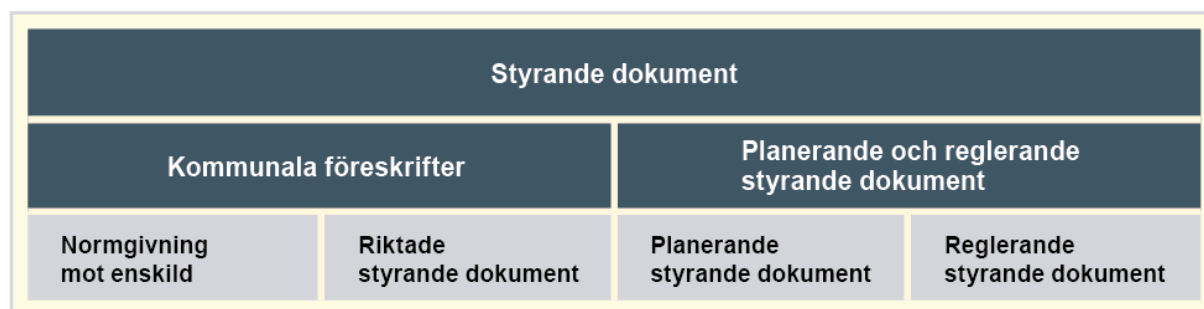 Styrande dokument
Kommunala föreskrifter
Planerande och reglerande
styrande dokument
Normgivning
mot enskild
Riktade
styrande dokument
Planerande
styrande dokument
Reglerande
styrande dokument